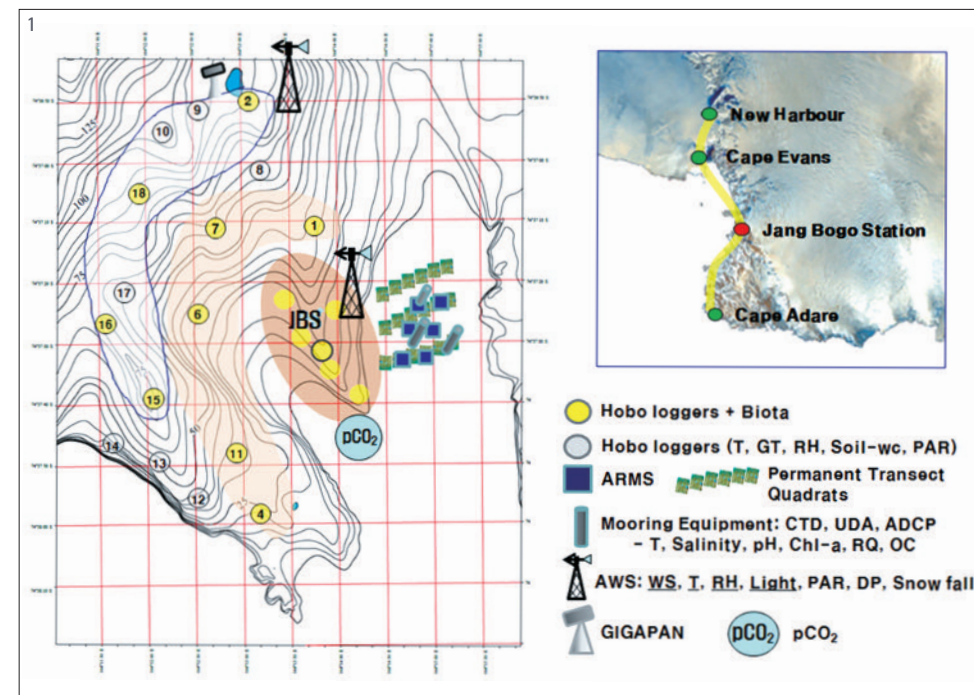 1
2
9
10
8
18
7
1
17
6
16
JBS
15
14
13
11
12
4
pCO₂
125
100
75
50
New Harbour
Cape Evans
Jang Bogo Station
Cape Adare
Hobo loggers + Biota
Hobo loggers (T, GT, RH, Soil-wc, PAR)
ARMS
Permanent Transect
Quadrats
Mooring Equipment: CTD, UDA, ADCP
- T, Salinity, pH, Chl-a, RQ, OC
AWS: WS, T, RH, Light, PAR, DP, Snow fall
GIGAPAN
pCO₂ pCO₂